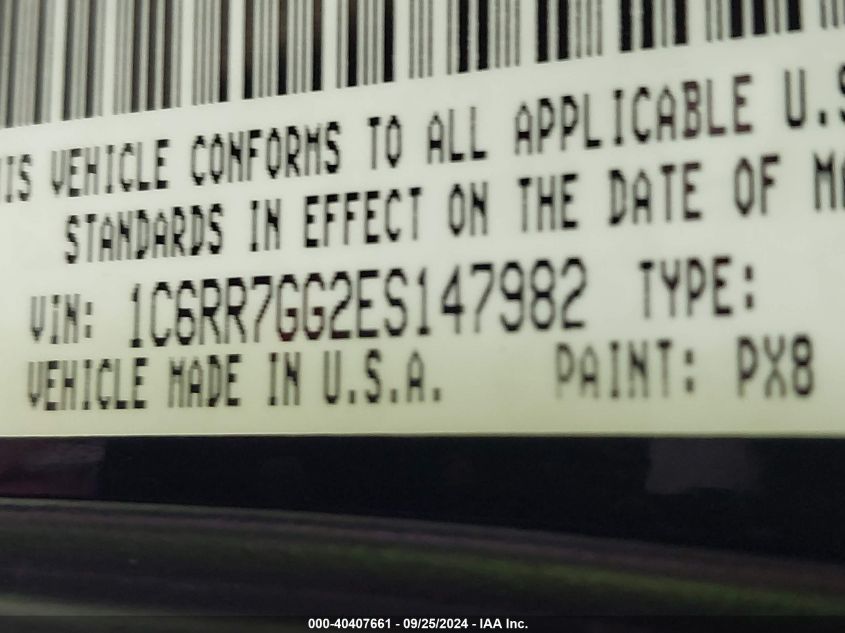 IS VEHICLE CONFORMS TO ALL APPLICABLE U.S
STANDARDS IN EFFECT ON THE DATE OF MA
VIN: 1C6RR7GG2ES147982 TYPE:
VEHICLE MADE IN U.S.A. PAINT: PX8
000-40407661 - 09/25/2024 - IAA Inc.